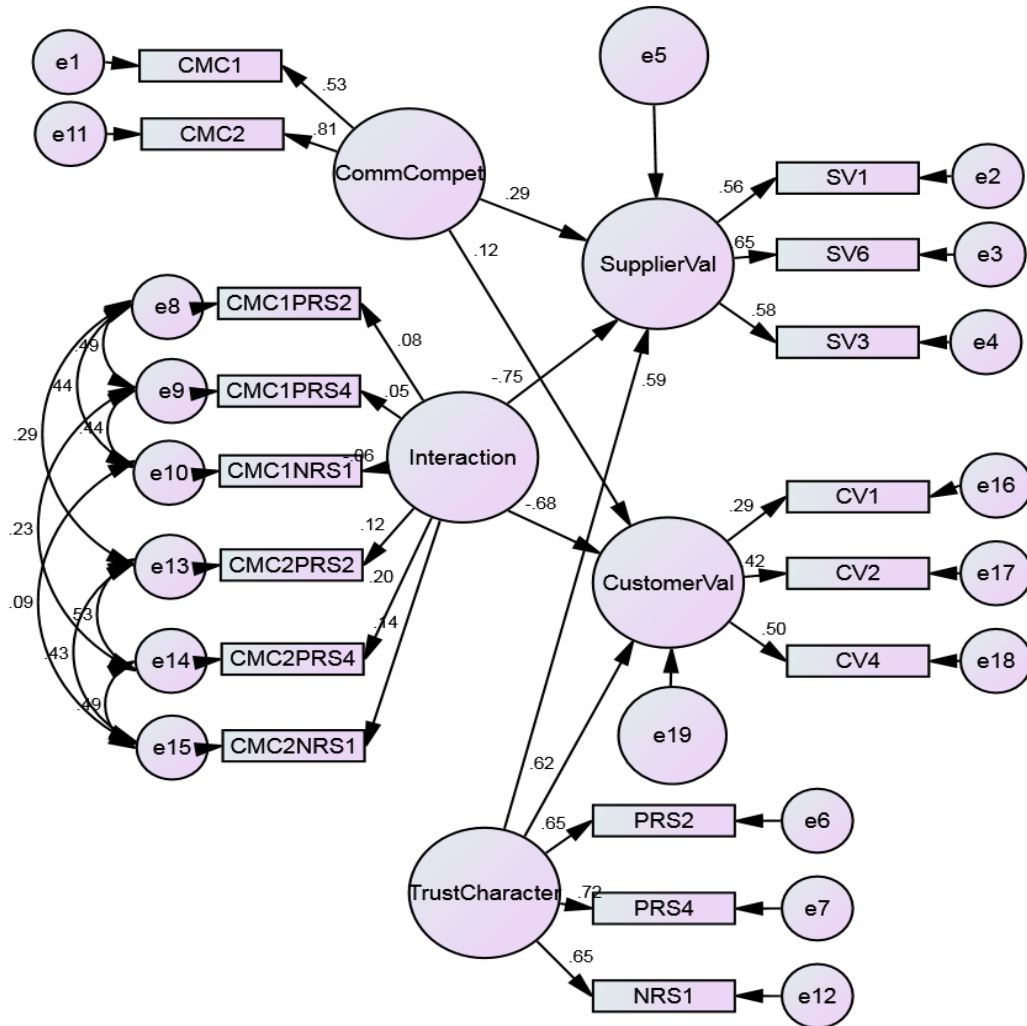 e1
CMC1
.53
e11
CMC2
.81
CommCompet
.29
.12
e5
SupplierVal
.56
SV1
e2
.65
SV6
e3
.58
SV3
e4
e8
CMC1PRS2
.08
.49
e9
CMC1PRS4
.05
.44
.44
e10
CMC1NRS1
-.06
Interaction
-.75
.59
-.68
.29
e13
CMC2PRS2
.12
.23
.20
.53
.09
e14
CMC2PRS4
.14
.43
.49
e15
CMC2NRS1
CustomerVal
.29
CV1
e16
.42
CV2
e17
.50
CV4
e18
e19
.62
TrustCharacter
.65
PRS2
e6
.72
PRS4
e7
.65
NRS1
e12